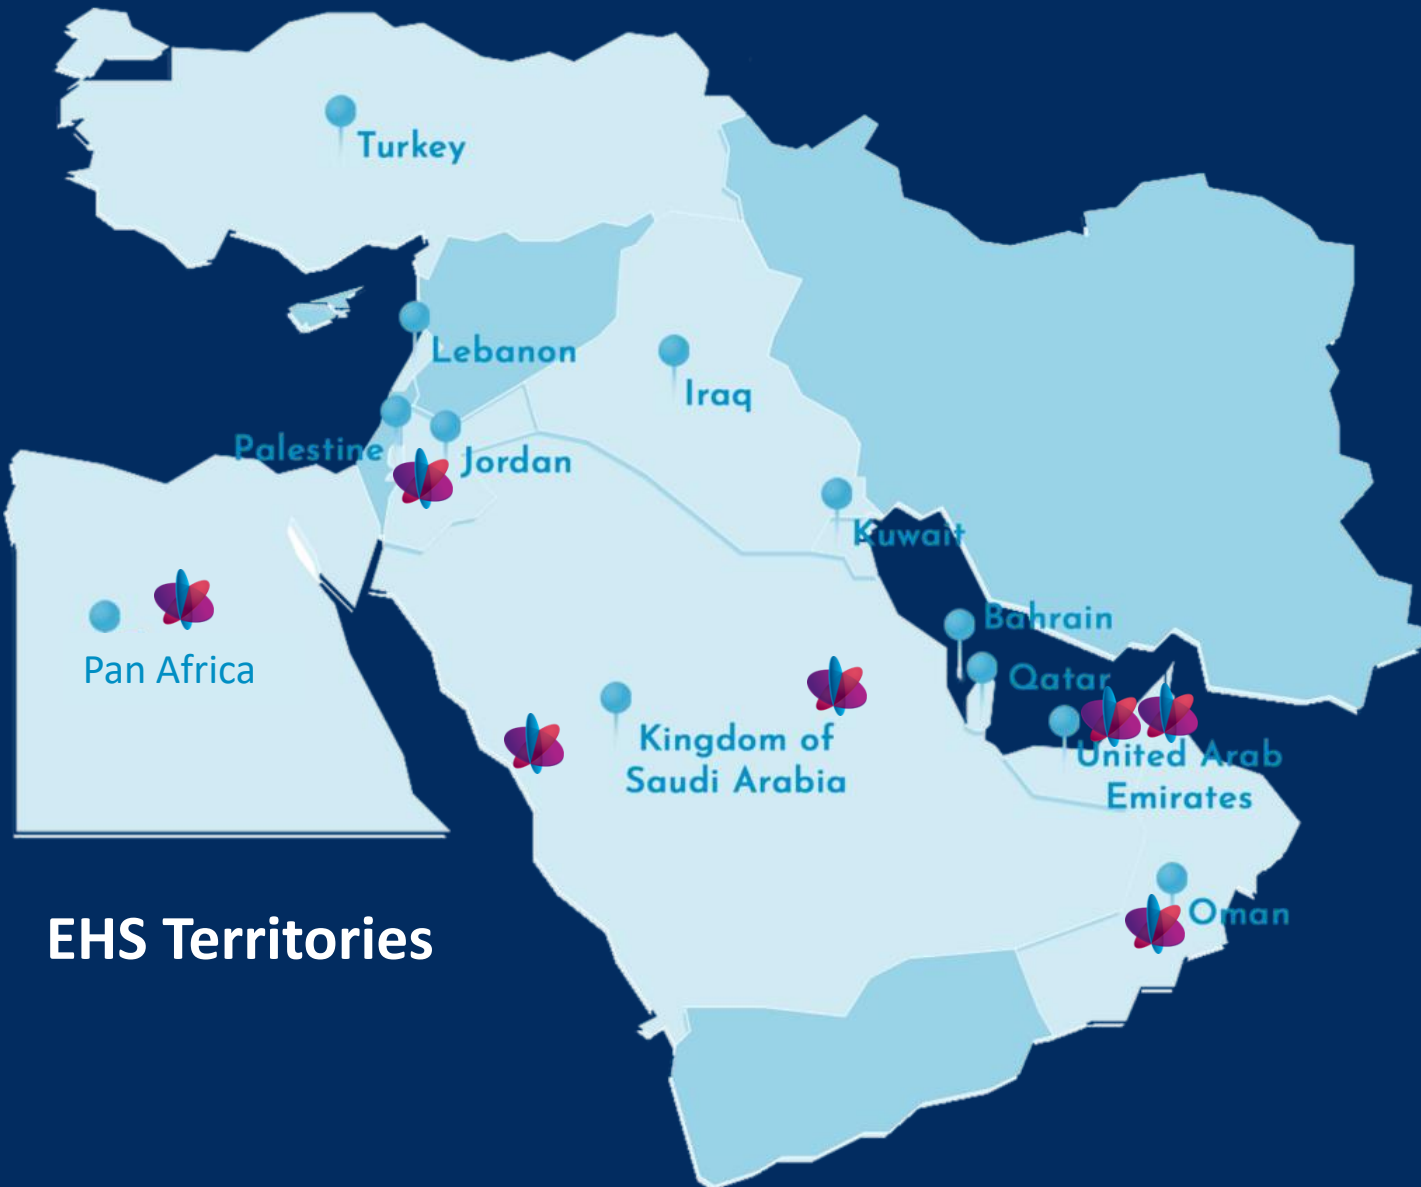 Turkey
Lebanon
Iraq
Palestine
Jordan
Kuwait
Bahrain
Pan Africa
Qatar
Kingdom of
Saudi Arabia
United Arab
Emirates
Oman
EHS Territories